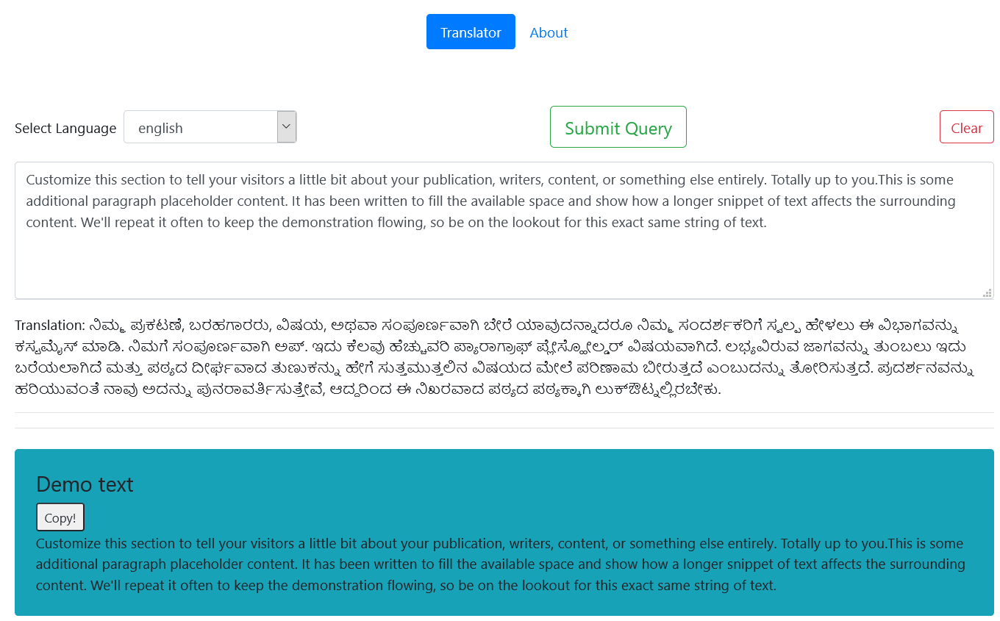 Translator About
Select Language english Submit Query Clear
Customize this section to tell your visitors a little bit about your publication, writers, content, or something else entirely. Totally up to you.This is some
additional paragraph placeholder content. It has been written to fill the available space and show how a longer snippet of text affects the surrounding
content. We'll repeat it often to keep the demonstration flowing, so be on the lookout for this exact same string of text.
Translation: ನಿಮ್ಮ ಪ್ರಕಟಣೆ, ಬರಹಗಾರರು, ವಿಷಯ, ಅಥವಾ ಸಂಪೂರ್ಣವಾಗಿ ಬೇರೆ ಯಾವುದನ್ನಾದರೂ ನಿಮ್ಮ ಸಂದರ್ಶಕರಿಗೆ ಸ್ವಲ್ಪ ಹೇಳಲು ಈ ವಿಭಾಗವನ್ನು
ಕಸ್ಟಮೈಸ್ ಮಾಡಿ. ನಿಮಗೆ ಸಂಪೂರ್ಣವಾಗಿ ಅಪ್. ಇದು ಕೆಲವು ಹೆಚ್ಚುವರಿ ಪ್ಯಾರಾಗ್ರಾಫ್ ಪ್ಲೇಸ್ಹೋಲ್ಡರ್ ವಿಷಯವಾಗಿದೆ. ಲಭ್ಯವಿರುವ ಜಾಗವನ್ನು ತುಂಬಲು ಇದು
ಬರೆಯಲಾಗಿದೆ ಮತ್ತು ಪಠ್ಯದ ದೀರ್ಘವಾದ ತುಣುಕನ್ನು ಹೇಗೆ ಸುತ್ತಮುತ್ತಲಿನ ವಿಷಯದ ಮೇಲೆ ಪರಿಣಾಮ ಬೀರುತ್ತದೆ ಎಂಬುದನ್ನು ತೋರಿಸುತ್ತದೆ. ಪ್ರದರ್ಶನವನ್ನು
ಹರಿಯುವಂತೆ ನಾವು ಅದನ್ನು ಪುನರಾವರ್ತಿಸುತ್ತೇವೆ, ಆದ್ದರಿಂದ ಈ ನಿಖರವಾದ ಪಠ್ಯದ ಪಠ್ಯಕ್ಕಾಗಿ ಲುಕ್ಔಟ್ನಲ್ಲಿರಬೇಕು.
Demo text
Copy!
Customize this section to tell your visitors a little bit about your publication, writers, content, or something else entirely. Totally up to you.This is some
additional paragraph placeholder content. It has been written to fill the available space and show how a longer snippet of text affects the surrounding
content. We'll repeat it often to keep the demonstration flowing, so be on the lookout for this exact same string of text.